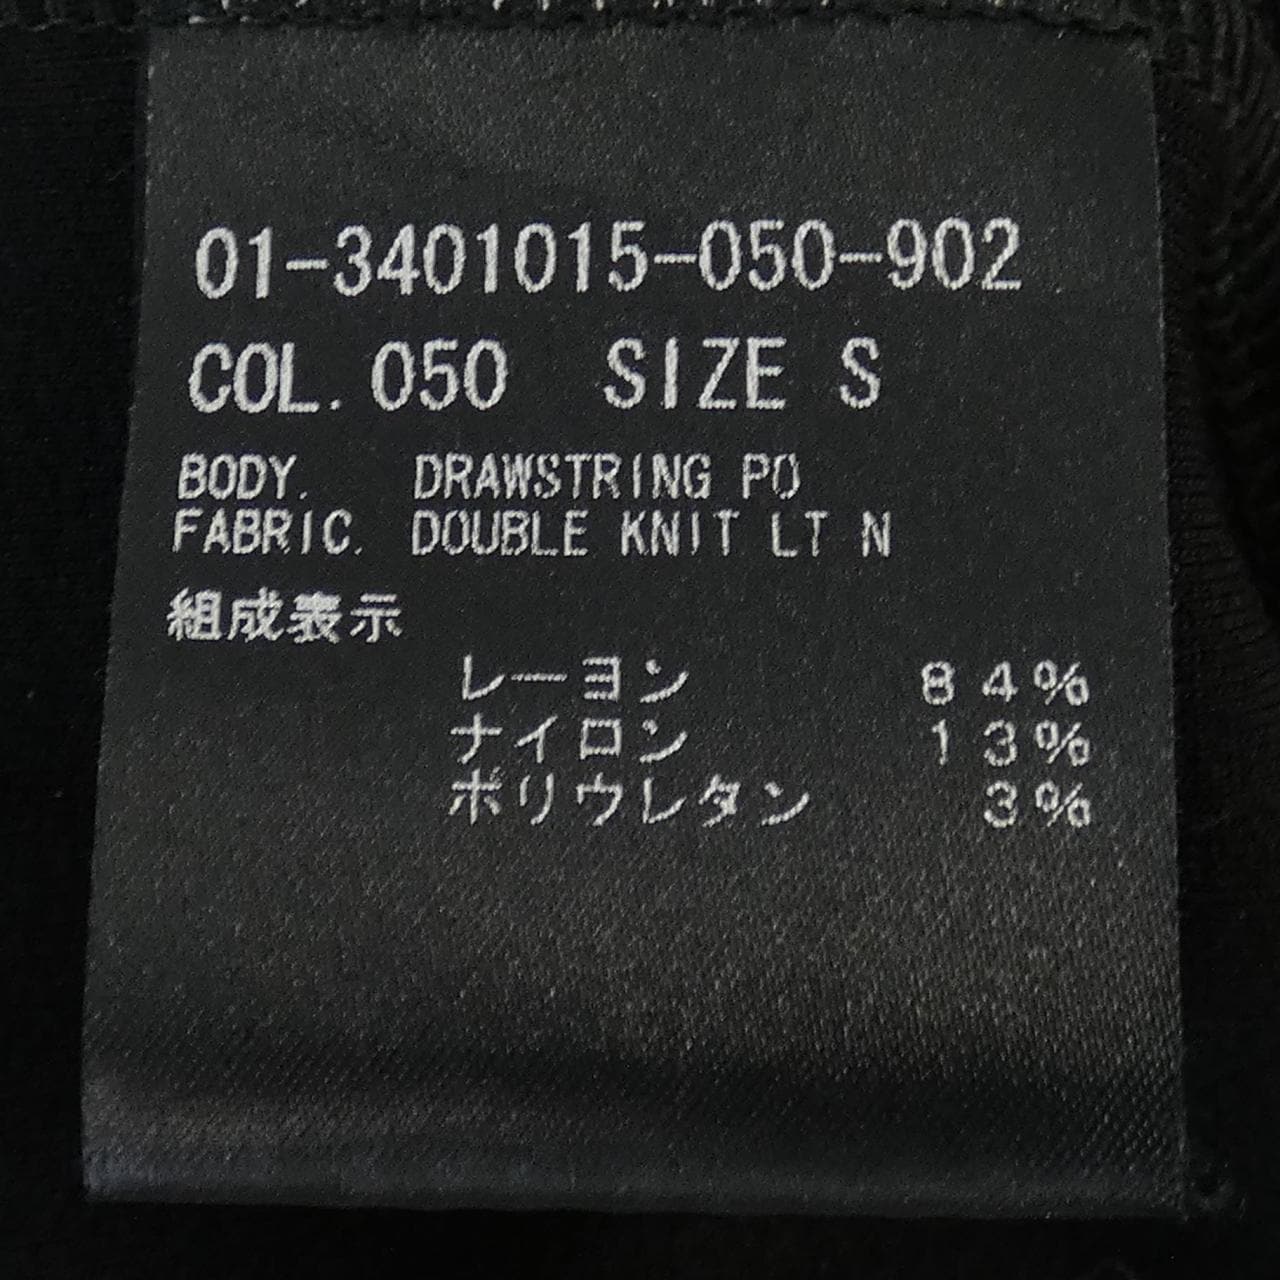 01-3401015-050-902
COL. 050 SIZE S
BODY. DRAWSTRING PO
FABRIC. DOUBLE KNIT LT N
組成表示
レーヨン 84%
ナイロン 13%
ポリウレタン 3%